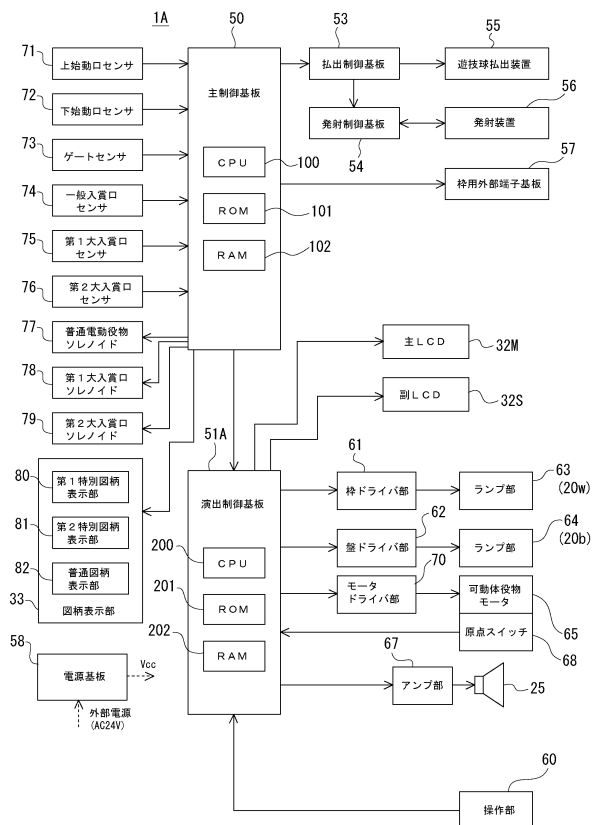 1A
50
53
55
71
上始動口センサ
主制御基板
払出制御基板
遊技球払出装置
72
下始動口センサ
56
発射制御基板
発射装置
54
73
ゲートセンサ
CPU
100
57
枠用外部端子基板
74
一般入賞口
センサ
ROM
101
75
第1大入賞口
センサ
RAM
102
76
第2大入賞口
センサ
77
普通電動役物
ソレノイド
主LCD
32M
78
第1大入賞口
ソレノイド
副LCD
32S
79
第2大入賞口
ソレノイド
51A
80
第1特別図柄
表示部
演出制御基板
61
枠ドライバ部
ランプ部
63
(20w)
81
第2特別図柄
表示部
62
盤ドライバ部
ランプ部
64
(20b)
200
CPU
82
普通図柄
表示部
70
モータ
ドライバ部
可動体役物
モータ
65
201
ROM
33
図柄表示部
原点スイッチ
68
202
RAM
58
電源基板
Vcc
67
アンプ部
25
外部電源
(AC24V)
60
操作部